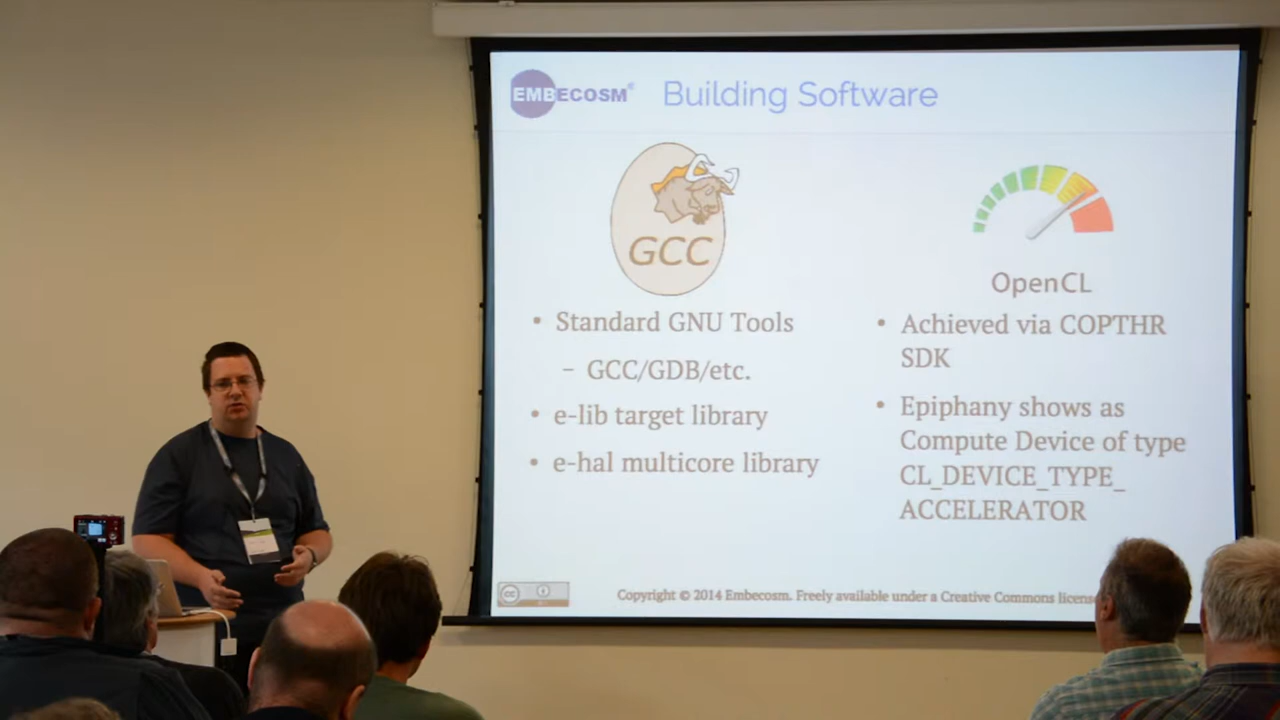 EMBECOSM®
Building Software
GCC
• Standard GNU Tools
– GCC/GDB/etc.
• e-lib target library
• e-hal multicore library
OpenCL
• Achieved via COPTHR
SDK
• Epiphany shows as
Compute Device of type
CL_DEVICE_TYPE_
ACCELERATOR
cc
Copyright © 2014 Embecosm. Freely available under a Creative Commons